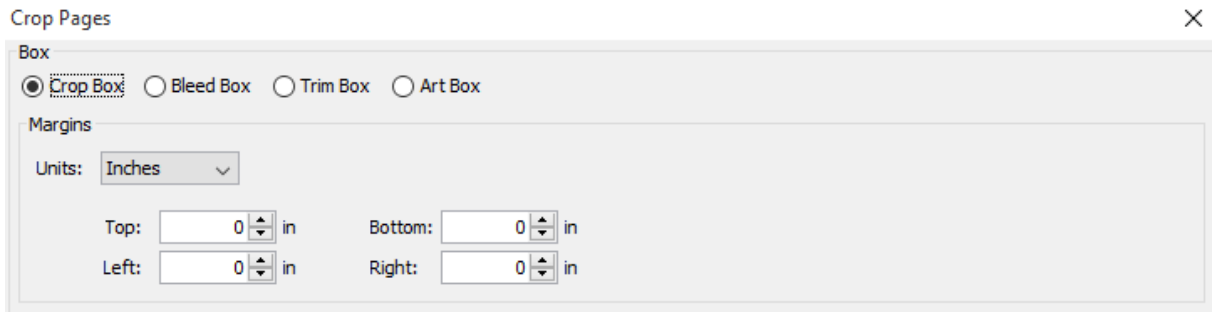 Crop Pages
Box
Crop Box Bleed Box Trim Box Art Box
Margins
Units: Inches
Top: 0 in Bottom: 0 in
Left: 0 in Right: 0 in